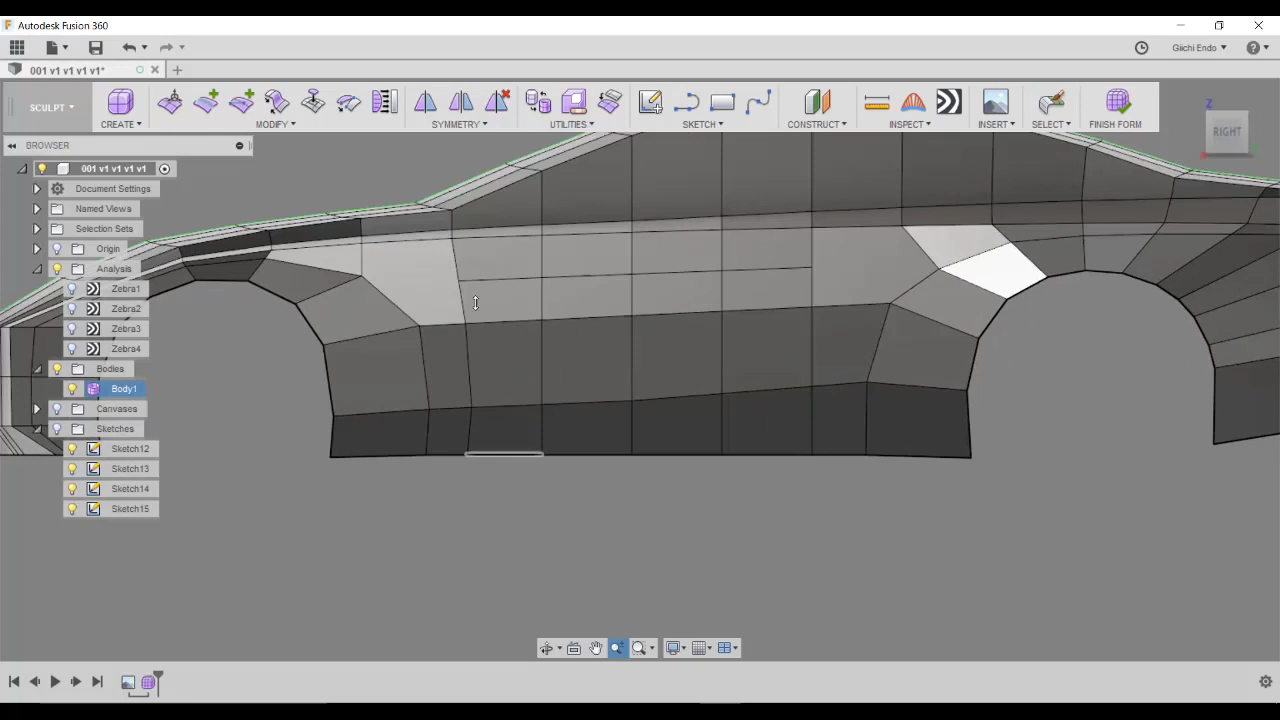 Autodesk Fusion 360
Giichi Endo
001 v1 v1 v1 v1*
SCULPT
CREATE
MODIFY
SYMMETRY
UTILITIES
SKETCH
CONSTRUCT
INSPECT
INSERT
SELECT
FINISH FORM
BROWSER
Z
RIGHT
001 v1 v1 v1 v1
Document Settings
Named Views
Selection Sets
Origin
Analysis
Zebra1
Zebra2
Zebra3
Zebra4
Bodies
Body1
Canvases
Sketches
Sketch12
Sketch13
Sketch14
Sketch15